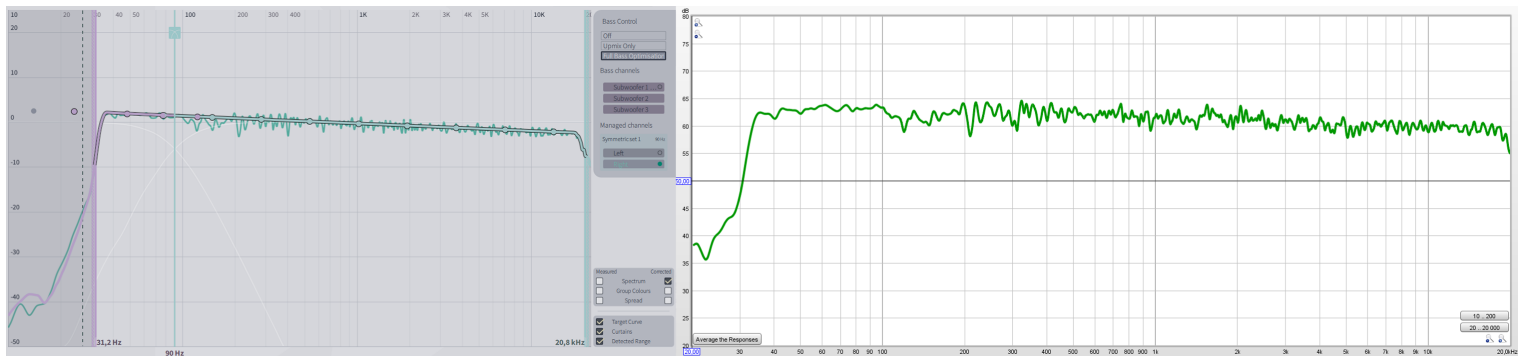 10 20 30 40 50 100 200 300 400 1K 2K 3K 4K 5K 10K
20
10
0
-10
-20
-30
-40
-50
31,2 Hz
20,8 kHz
90 Hz
Bass Control
Off
Upmix Only
Full Bass Optimisation
Bass channels
Subwoofer 1
Subwoofer 2
Subwoofer 3
Managed channels
Symmetric set 1
Left
Measured Corrected
Spectrum
Group Colours
Spread
Target Curve
Curtains
Detected Range
dB
80
75
70
65
60
55
50,00
45
40
35
30
25
20
10 .. 200
20 .. 20.000
Average the Responses
20,00 30 40 50 60 70 80 90 100 200 300 400 500 600 700 800 900 1k 2k 3k 4k 5k 6k 7k 8k 9k 10k 20,0kHz